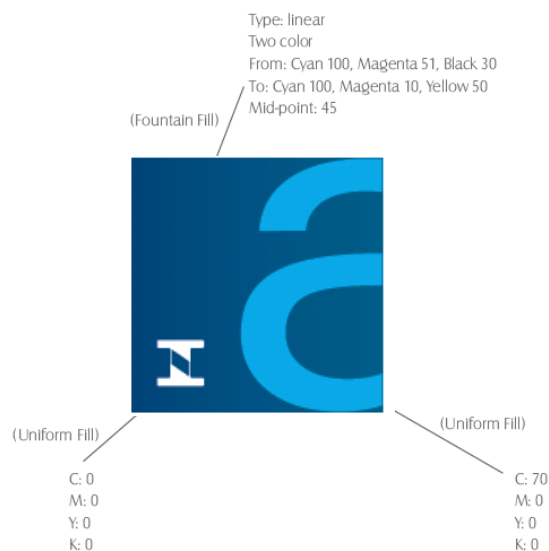 Type: linear
Two color
From: Cyan 100, Magenta 51, Black 30
To: Cyan 100, Magenta 10, Yellow 50
Mid-point: 45
(Fountain Fill)
a
N
(Uniform Fill)
C: 0
M: 0
Y: 0
K: 0
(Uniform Fill)
C: 70
M: 0
Y: 0
K: 0